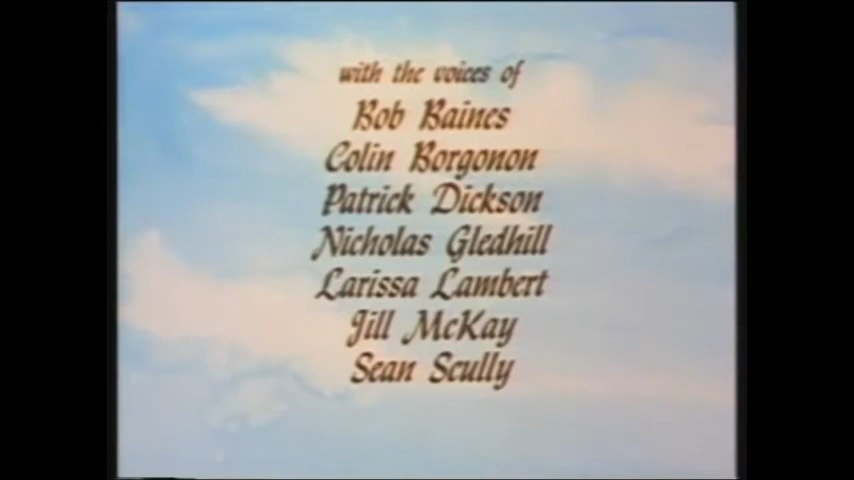 with the voices of
Bob Baines
Colin Borgonon
Patrick Dickson
Nicholas Gledhill
Larissa Lambert
Jill McKay
Sean Scully